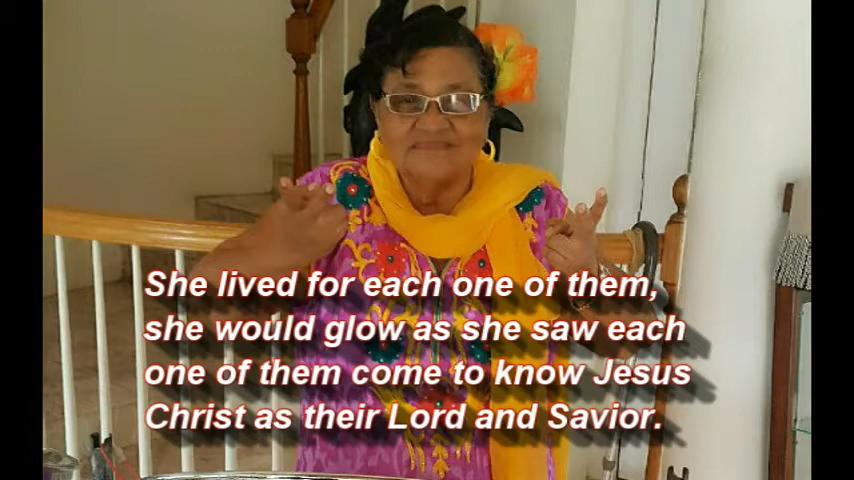 She lived for each one of them,
she would glow as she saw each
one of them come to know Jesus
Christ as their Lord and Savior.